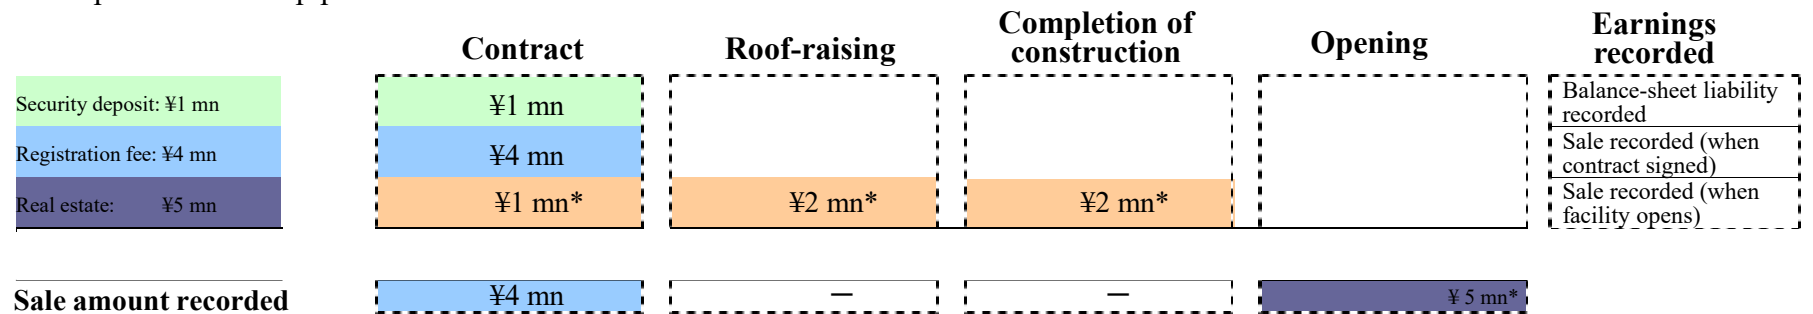 Contract
Roof-raising
Completion of
construction
Opening
Earnings
recorded
Security deposit: ¥1 mn
¥1 mn
Balance-sheet liability
recorded
Registration fee: ¥4 mn
¥4 mn
Sale recorded (when
contract signed)
Real estate: ¥5 mn
¥1 mn*
¥2 mn*
¥2 mn*
Sale recorded (when
facility opens)
Sale amount recorded
¥4 mn
—
—
¥ 5 mn*